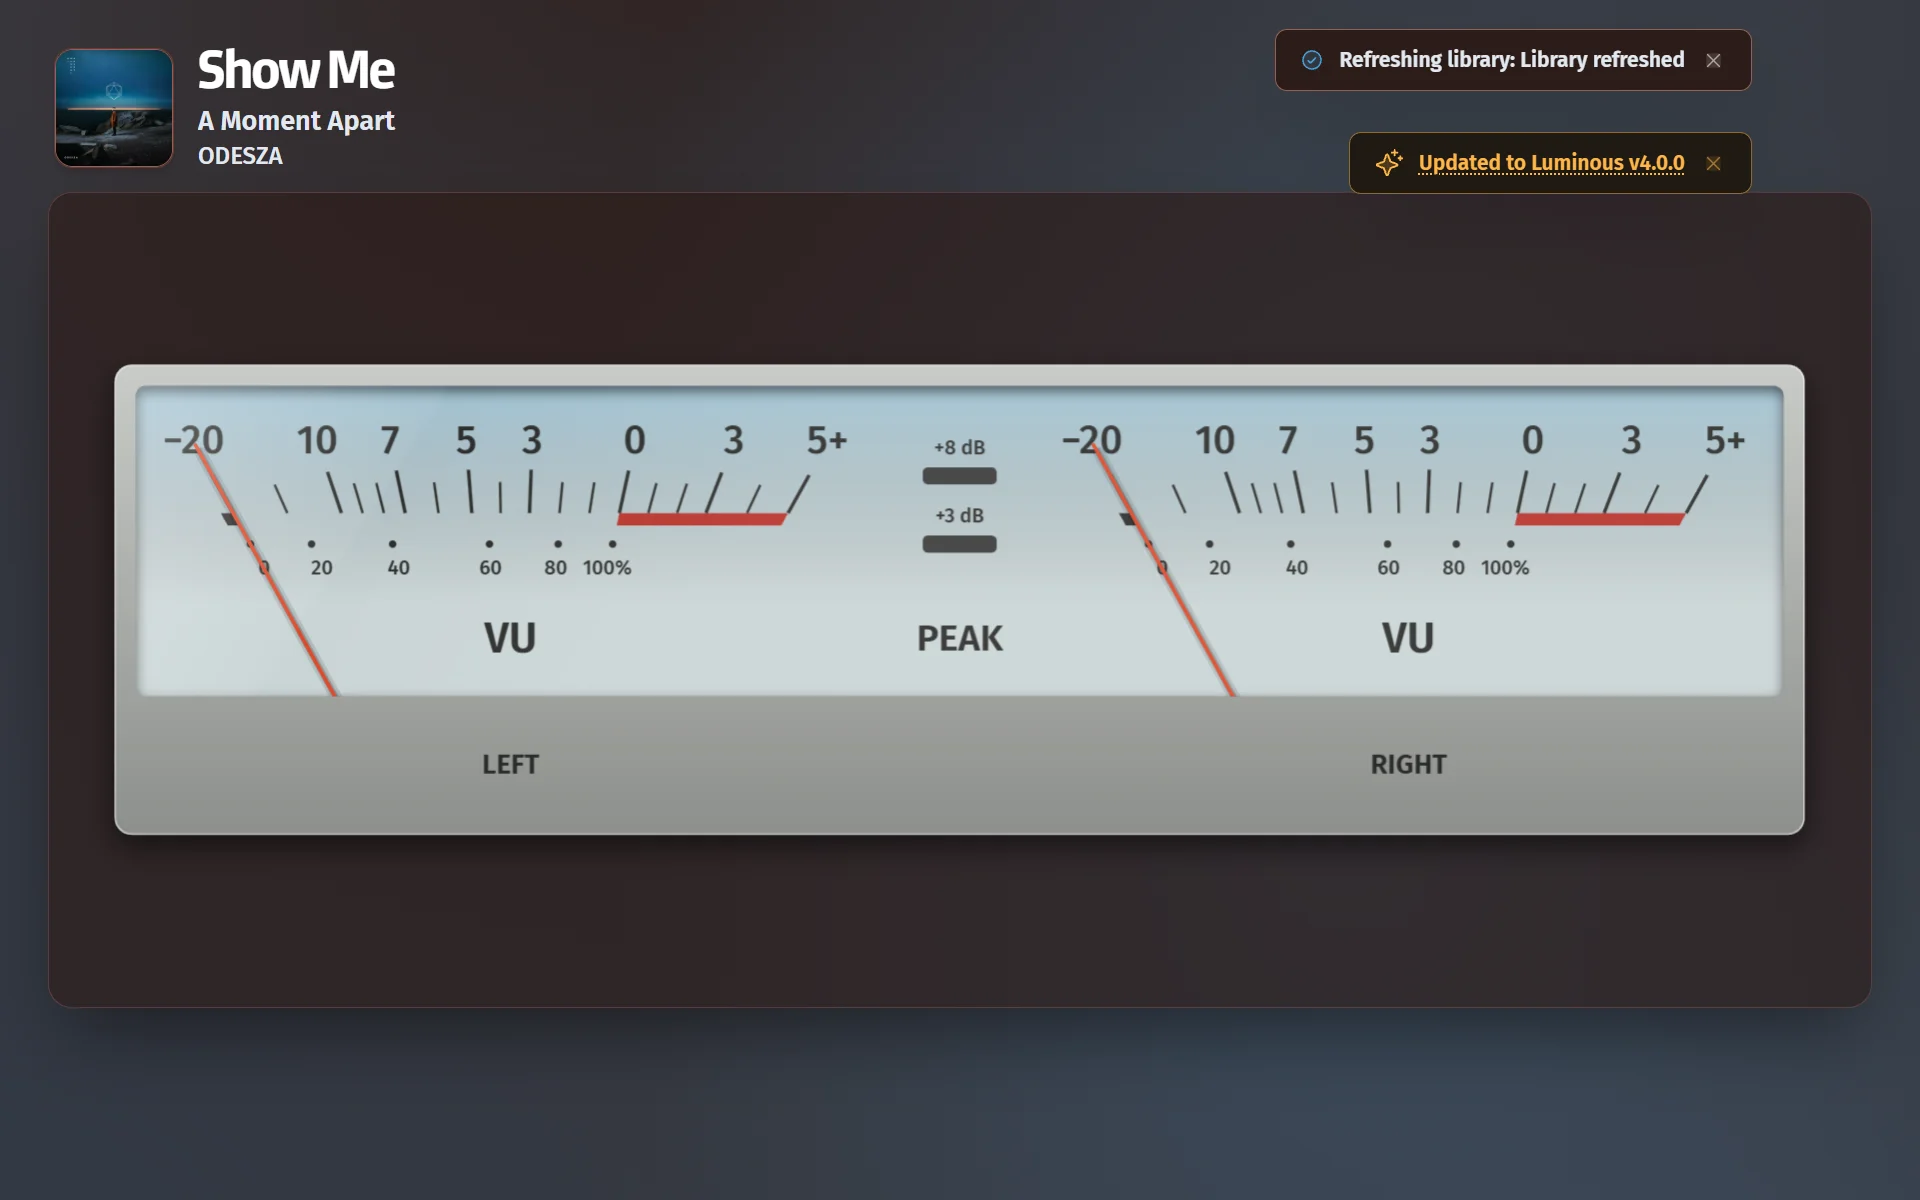 Show Me
A Moment Apart
ODESZA
Refreshing library: Library refreshed
Updated to Luminous v4.0.0
−20 10 7 5 3 0 3 5+
0 20 40 60 80 100%
VU
LEFT
+8 dB
+3 dB
PEAK
−20 10 7 5 3 0 3 5+
0 20 40 60 80 100%
VU
RIGHT